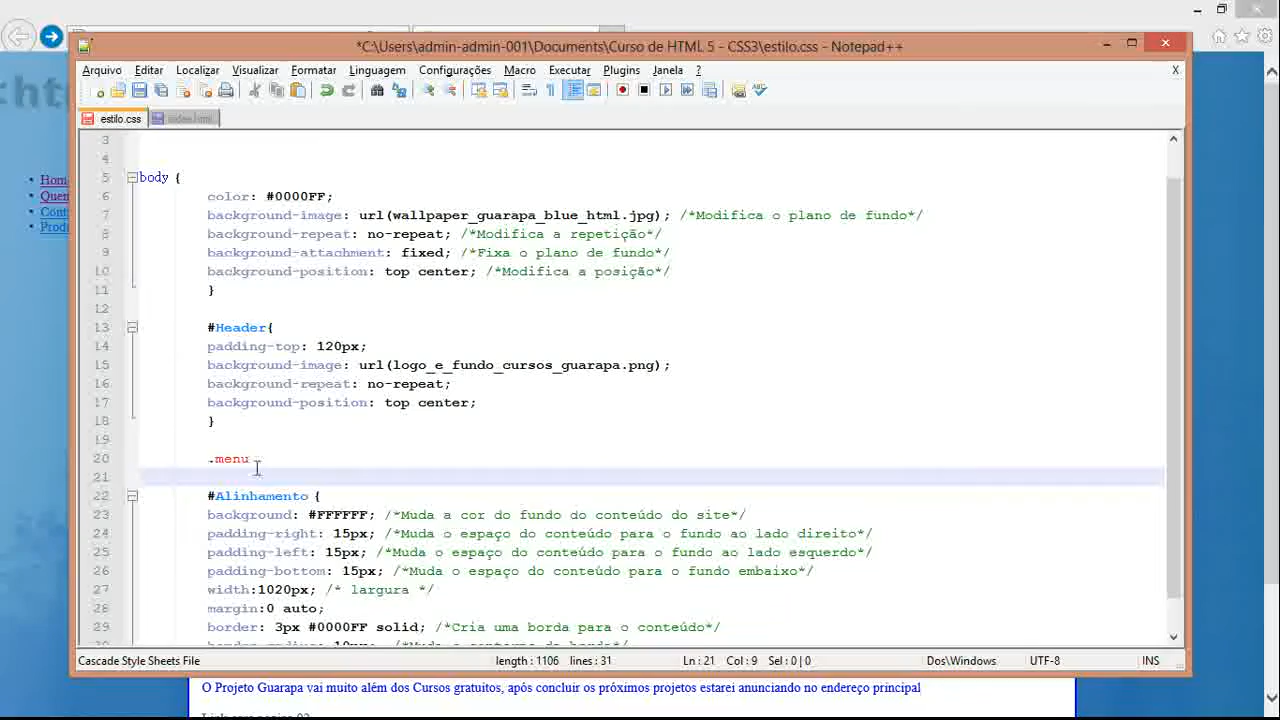 *C:\Users\admin-admin-001\Documents\Curso de HTML 5 - CSS3\estilo.css - Notepad++
Arquivo Editar Localizar Visualizar Formatar Linguagem Configurações Macro Executar Plugins Janela ? X
estilo.css index.html
3
4
5 body {
6 color: #0000FF;
7 background-image: url(wallpaper_guarapa_blue_html.jpg); /*Modifica o plano de fundo*/
8 background-repeat: no-repeat; /*Modifica a repetição*/
9 background-attachment: fixed; /*Fixa o plano de fundo*/
10 background-position: top center; /*Modifica a posição*/
11 }
12
13 #Header{
14 padding-top: 120px;
15 background-image: url(logo_e_fundo_cursos_guarapa.png);
16 background-repeat: no-repeat;
17 background-position: top center;
18 }
19
20 .menu
21
22 #Alinhamento {
23 background: #FFFFFF; /*Muda a cor do fundo do conteúdo do site*/
24 padding-right: 15px; /*Muda o espaço do conteúdo para o fundo ao lado direito*/
25 padding-left: 15px; /*Muda o espaço do conteúdo para o fundo ao lado esquerdo*/
26 padding-bottom: 15px; /*Muda o espaço do conteúdo para o fundo embaixo*/
27 width:1020px; /* largura */
28 margin:0 auto;
29 border: 3px #0000FF solid; /*Cria uma borda para o conteúdo*/
Cascade Style Sheets File length : 1106 lines : 31 Ln : 21 Col : 9 Sel : 0 | 0 Dos\Windows UTF-8 INS
<ht
Hom
Quen
Cont
Prod
O Projeto Guarapa vai muito além dos Cursos gratuitos, após concluir os próximos projetos estarei anunciando no endereço principal